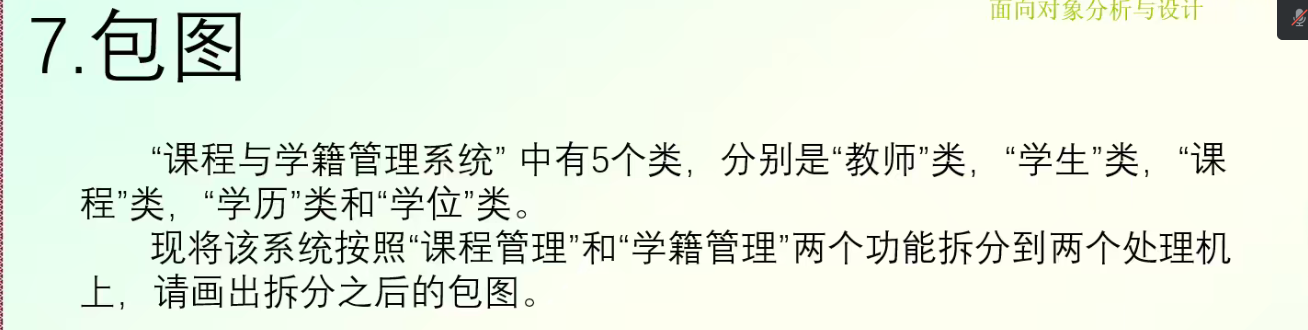 面向对象分析与设计
7.包图
“课程与学籍管理系统” 中有5个类，分别是“教师”类，“学生”类，“课
程”类，“学历”类和“学位”类。
现将该系统按照“课程管理”和“学籍管理”两个功能拆分到两个处理机
上，请画出拆分之后的包图。